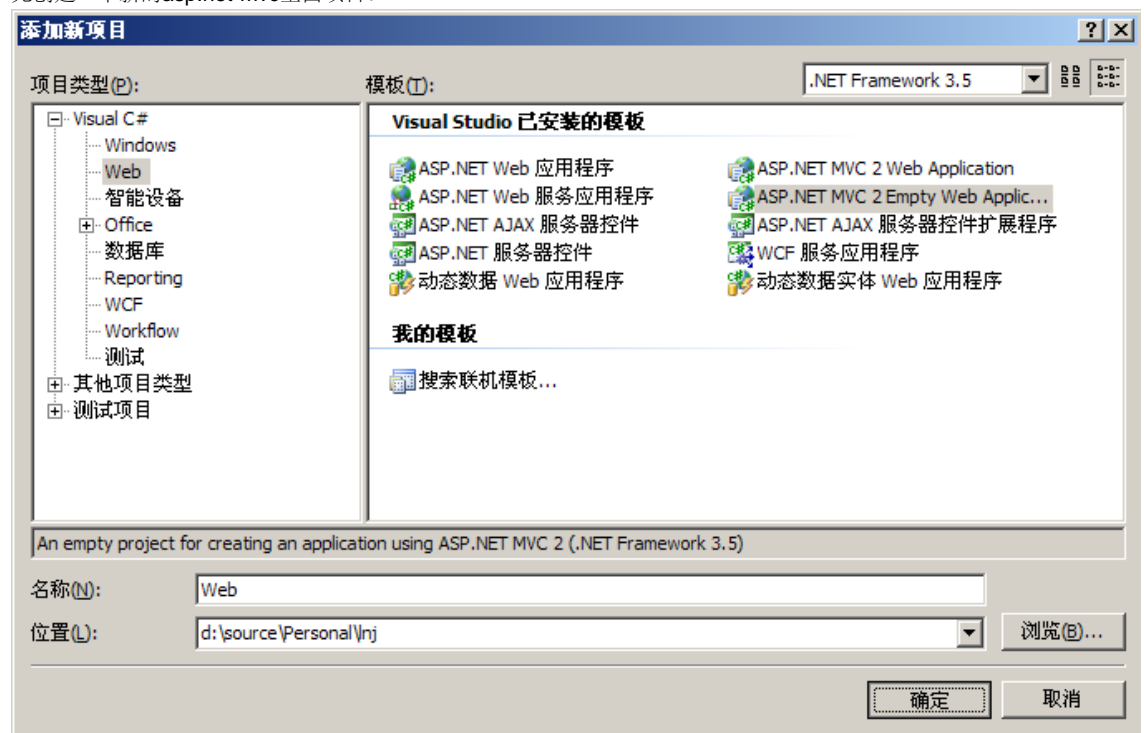 添加新项目
项目类型(P):
模板(T):
.NET Framework 3.5
Visual C#
Windows
Web
智能设备
Office
数据库
Reporting
WCF
Workflow
测试
其他项目类型
测试项目
Visual Studio 已安装的模板
ASP.NET Web 应用程序
ASP.NET MVC 2 Web Application
ASP.NET Web 服务应用程序
ASP.NET MVC 2 Empty Web Applic...
ASP.NET AJAX 服务器控件
ASP.NET AJAX 服务器控件扩展程序
ASP.NET 服务器控件
WCF 服务应用程序
动态数据 Web 应用程序
动态数据实体 Web 应用程序
我的模板
搜索联机模板...
An empty project for creating an application using ASP.NET MVC 2 (.NET Framework 3.5)
名称(N):
Web
位置(L):
d:\source\Personal\Inj
浏览(B)...
确定
取消